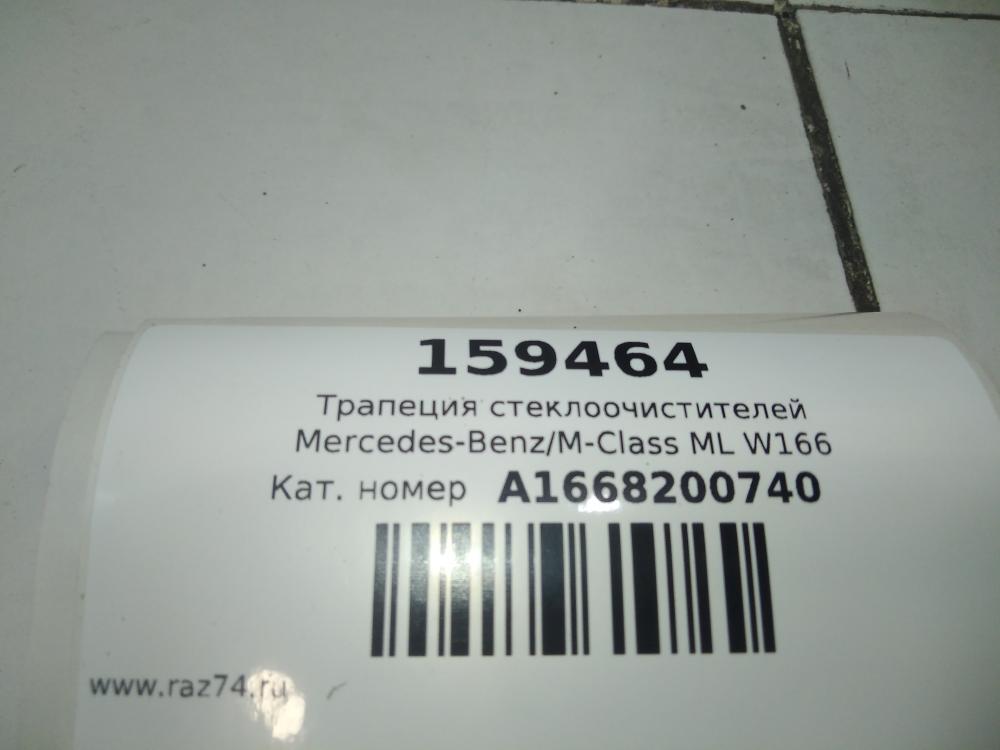 159464
Трапеция стеклоочистителей
Mercedes-Benz/M-Class ML W166
Кат. номер A1668200740
www.raz74.ru